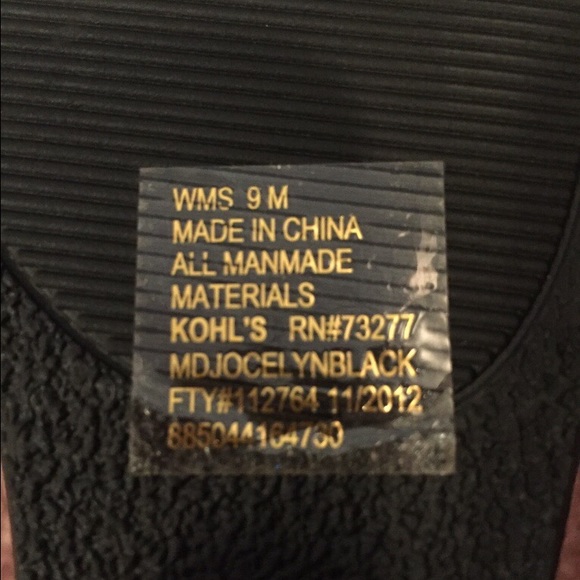 WMS 9 M
MADE IN CHINA
ALL MANMADE
MATERIALS
KOHL'S RN#73277
MDJOCELYNBLACK
FTY#112764 11/2012
885044164760